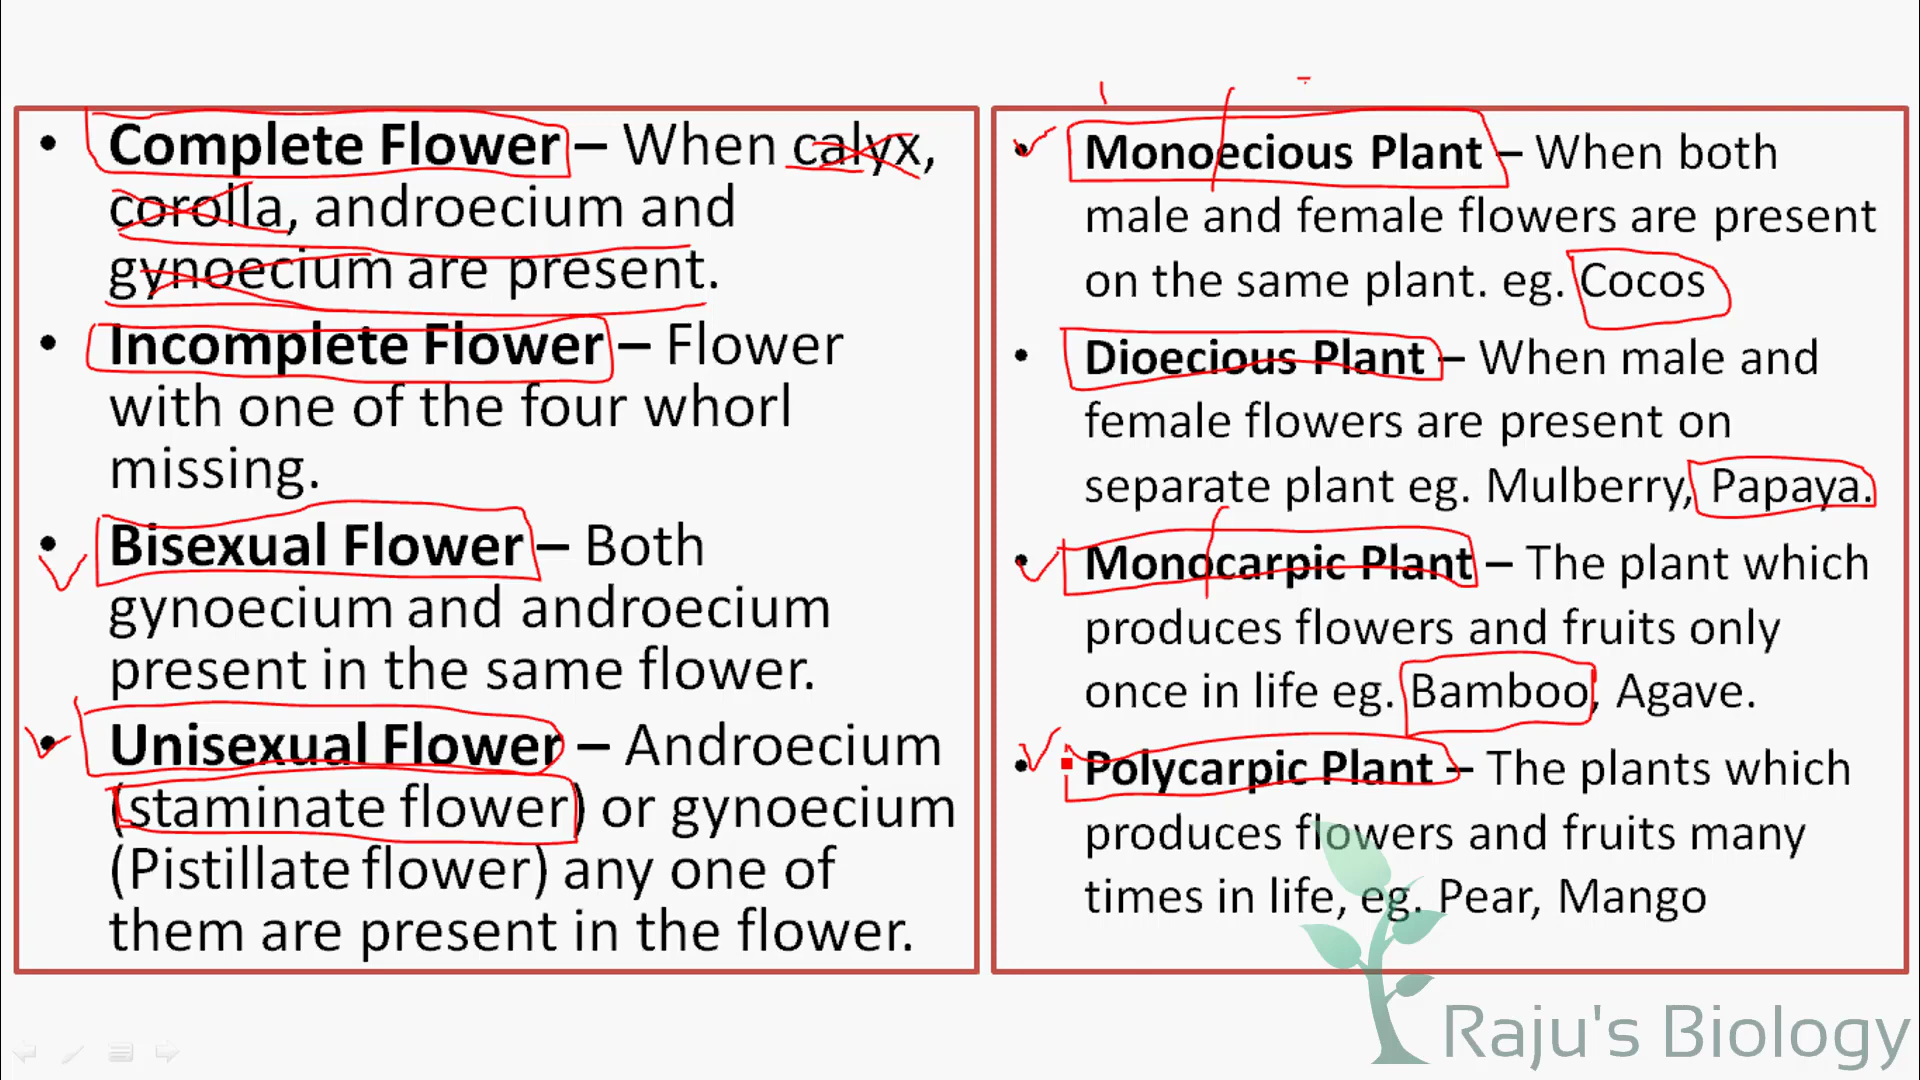 • Complete Flower – When calyx,
corolla, androecium and
gynoecium are present.
• Incomplete Flower – Flower
with one of the four whorl
missing.
• Bisexual Flower – Both
gynoecium and androecium
present in the same flower.
• Unisexual Flower – Androecium
(staminate flower) or gynoecium
(Pistillate flower) any one of
them are present in the flower.
• Monoecious Plant – When both
male and female flowers are present
on the same plant. eg. Cocos
• Dioecious Plant – When male and
female flowers are present on
separate plant eg. Mulberry, Papaya.
• Monocarpic Plant – The plant which
produces flowers and fruits only
once in life eg. Bamboo, Agave.
• Polycarpic Plant – The plants which
produces flowers and fruits many
times in life, eg. Pear, Mango
Raju's Biology